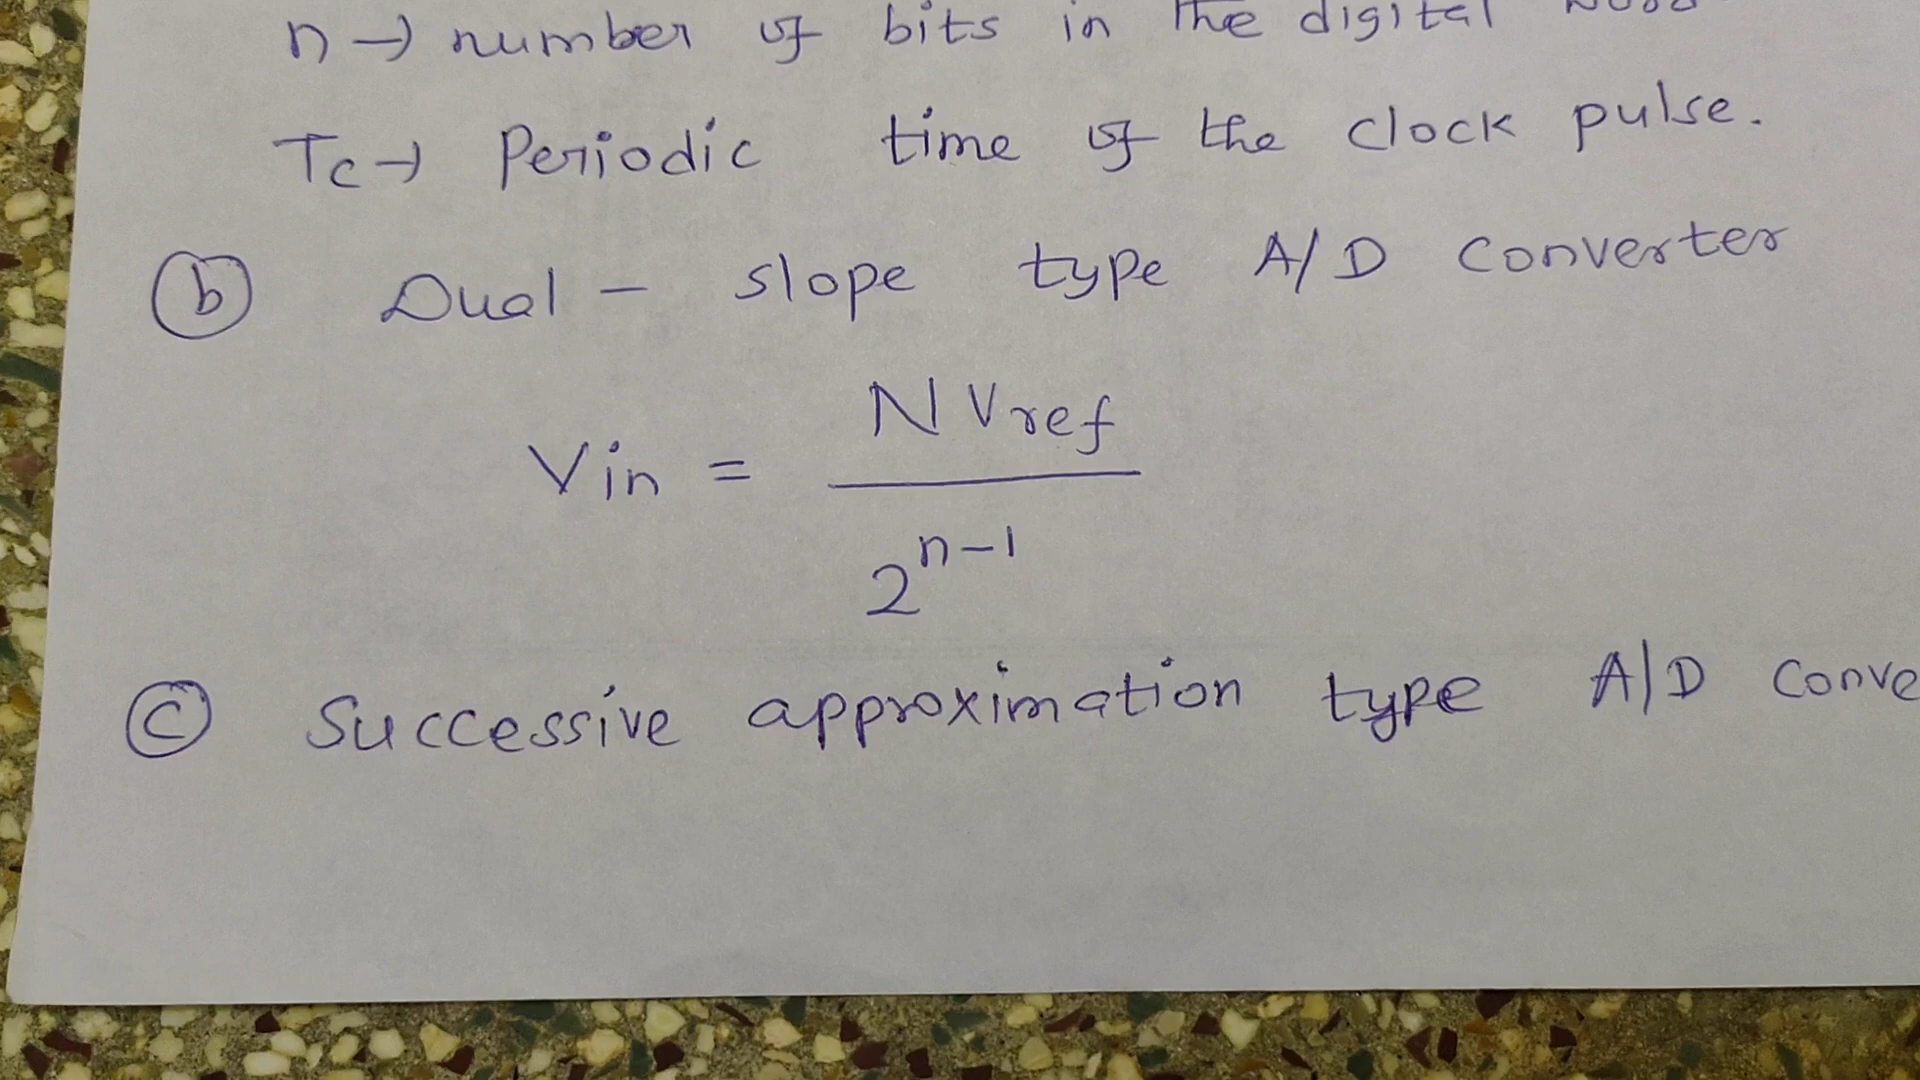 n → number of bits in the digital
Tc → Periodic time of the clock pulse.
(b) Dual - slope type A/D converter
Vin = N Vref / 2^(n-1)
(c) Successive approximation type A/D Conve